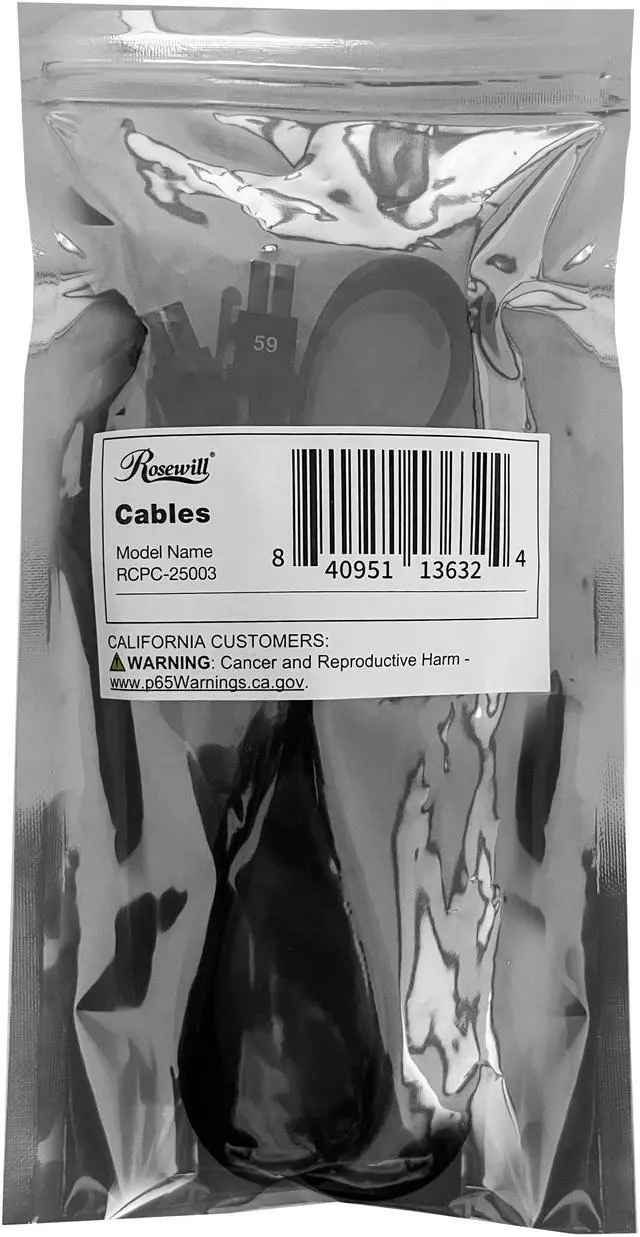 59
Rosewill®
Cables
Model Name
RCPC-25003
8 40951 13632 4
CALIFORNIA CUSTOMERS:
WARNING: Cancer and Reproductive Harm -
www.p65Warnings.ca.gov.